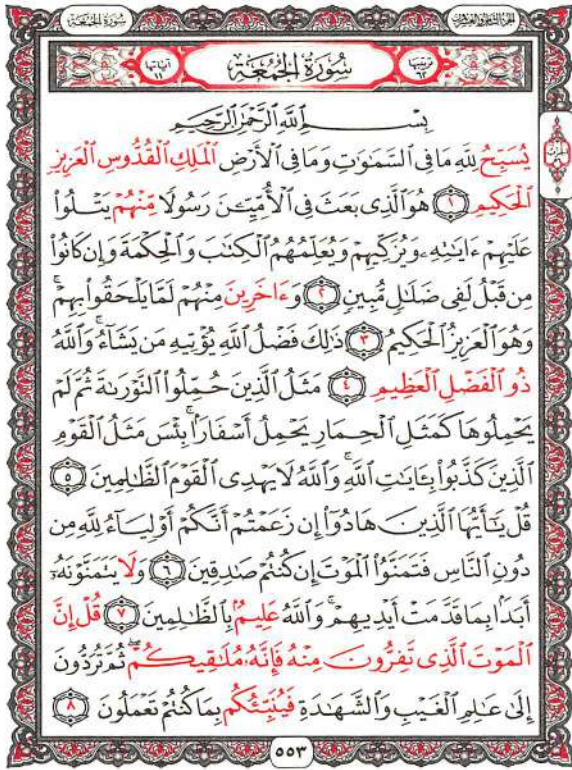 سورة الجمعة
الجزء الثامن والعشرون
آياتها ١١
سُورَةُ الجُمُعَةِ
ترتيبها ٦٢
بِسْمِ ٱللَّهِ ٱلرَّحْمَٰنِ ٱلرَّحِيمِ
يُسَبِّحُ لِلَّهِ مَا فِى ٱلسَّمَٰوَٰتِ وَمَا فِى ٱلْأَرْضِ ٱلْمَلِكِ ٱلْقُدُّوسِ ٱلْعَزِيزِ
ٱلْحَكِيمِ ١ هُوَ ٱلَّذِى بَعَثَ فِى ٱلْأُمِّيِّـۧنَ رَسُولًا مِّنْهُمْ يَتْلُوا۟
عَلَيْهِمْ ءَايَٰتِهِۦ وَيُزَكِّيهِمْ وَيُعَلِّمُهُمُ ٱلْكِتَٰبَ وَٱلْحِكْمَةَ وَإِن كَانُوا۟
مِن قَبْلُ لَفِى ضَلَٰلٍ مُّبِينٍ ٢ وَءَاخَرِينَ مِنْهُمْ لَمَّا يَلْحَقُوا۟ بِهِمْ ۚ
وَهُوَ ٱلْعَزِيزُ ٱلْحَكِيمُ ٣ ذَٰلِكَ فَضْلُ ٱللَّهِ يُؤْتِيهِ مَن يَشَآءُ ۚ وَٱللَّهُ
ذُو ٱلْفَضْلِ ٱلْعَظِيمِ ٤ مَثَلُ ٱلَّذِينَ حُمِّلُوا۟ ٱلتَّوْرَىٰةَ ثُمَّ لَمْ
يَحْمِلُوهَا كَمَثَلِ ٱلْحِمَارِ يَحْمِلُ أَسْفَارًۢا ۚ بِئْسَ مَثَلُ ٱلْقَوْمِ
ٱلَّذِينَ كَذَّبُوا۟ بِـَٔايَٰتِ ٱللَّهِ ۚ وَٱللَّهُ لَا يَهْدِى ٱلْقَوْمَ ٱلظَّٰلِمِينَ ٥
قُلْ يَٰٓأَيُّهَا ٱلَّذِينَ هَادُوٓا۟ إِن زَعَمْتُمْ أَنَّكُمْ أَوْلِيَآءُ لِلَّهِ مِن
دُونِ ٱلنَّاسِ فَتَمَنَّوُا۟ ٱلْمَوْتَ إِن كُنتُمْ صَٰدِقِينَ ٦ وَلَا يَتَمَنَّوْنَهُۥٓ
أَبَدًۢا بِمَا قَدَّمَتْ أَيْدِيهِمْ ۚ وَٱللَّهُ عَلِيمٌۢ بِٱلظَّٰلِمِينَ ٧ قُلْ إِنَّ
ٱلْمَوْتَ ٱلَّذِى تَفِرُّونَ مِنْهُ فَإِنَّهُۥ مُلَٰقِيكُمْ ۖ ثُمَّ تُرَدُّونَ
إِلَىٰ عَٰلِمِ ٱلْغَيْبِ وَٱلشَّهَٰدَةِ فَيُنَبِّئُكُم بِمَا كُنتُمْ تَعْمَلُونَ ٨
٥٥٣